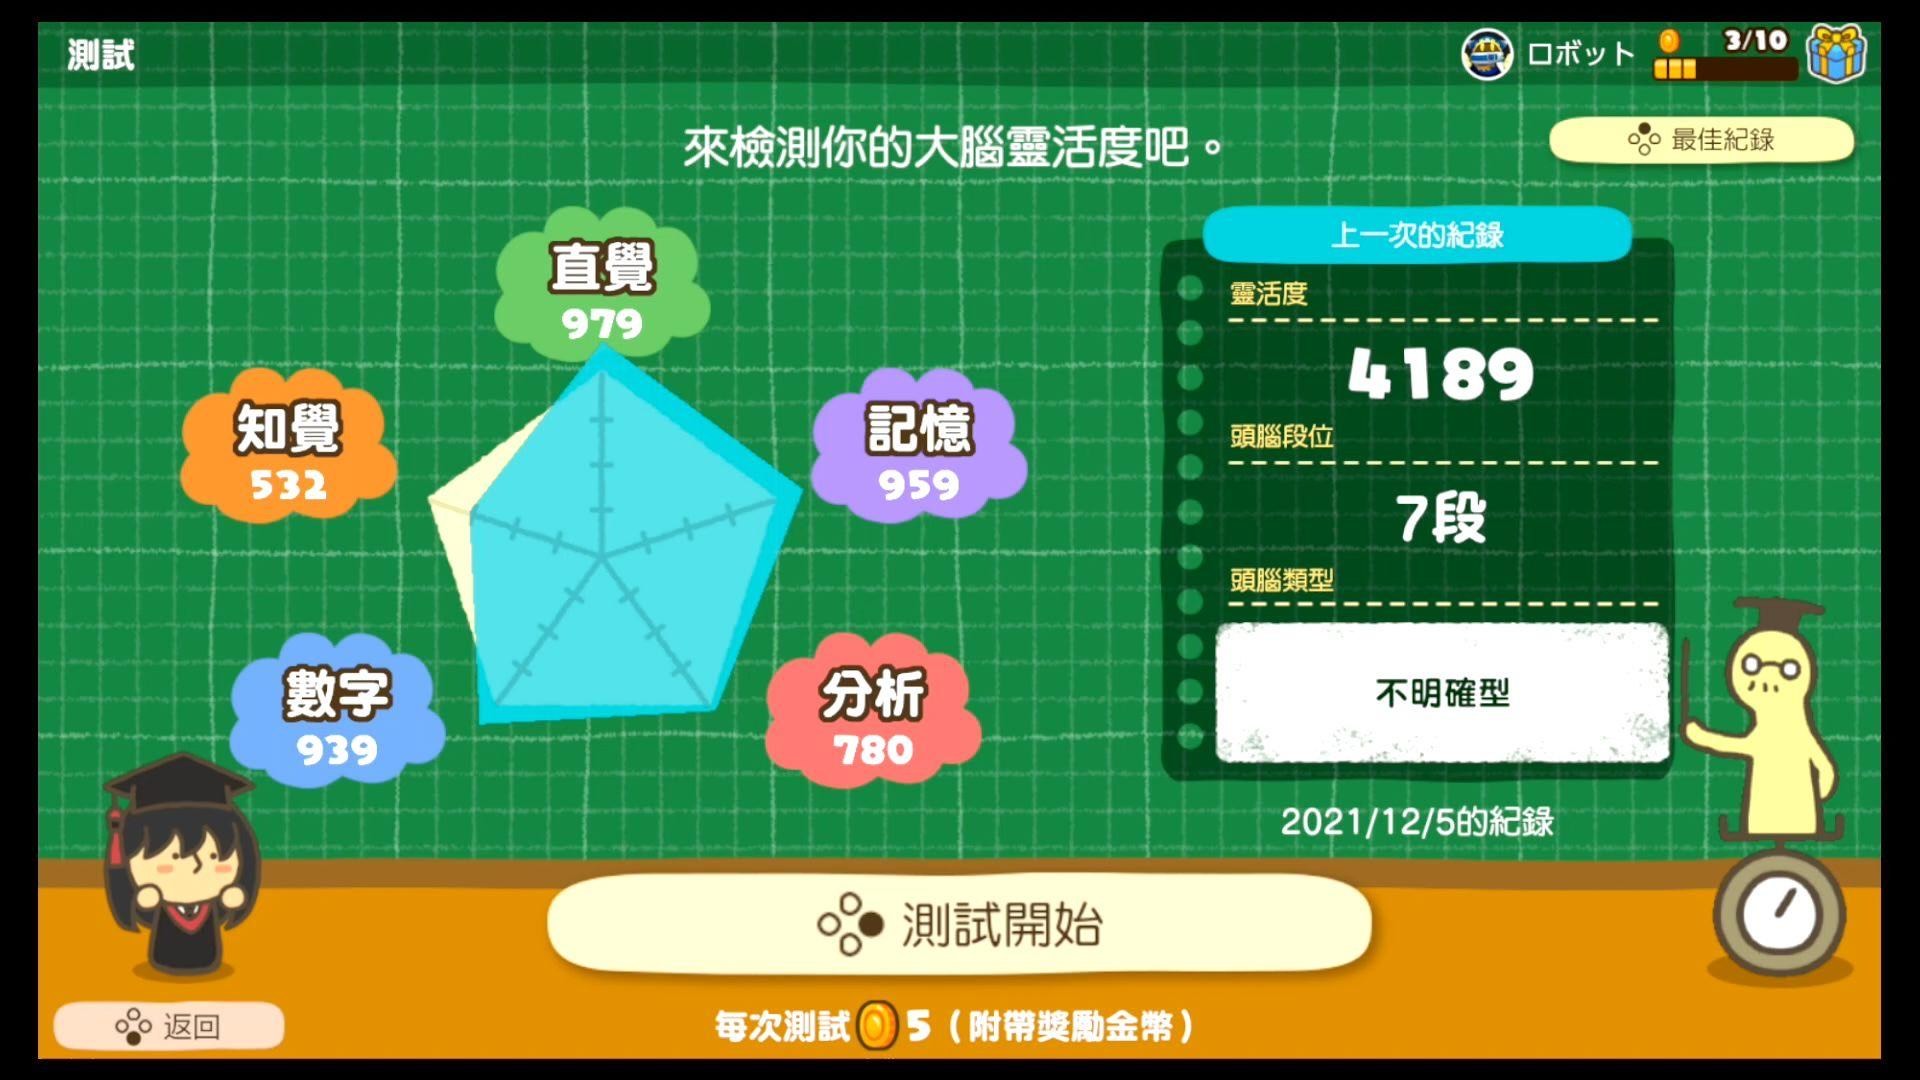 測試
ロボット
3/10
來檢測你的大腦靈活度吧。
最佳紀錄
直覺
979
知覺
532
記憶
959
數字
939
分析
780
上一次的紀錄
靈活度
4189
頭腦段位
7段
頭腦類型
不明確型
2021/12/5的紀錄
測試開始
返回
每次測試 5（附帶獎勵金幣）